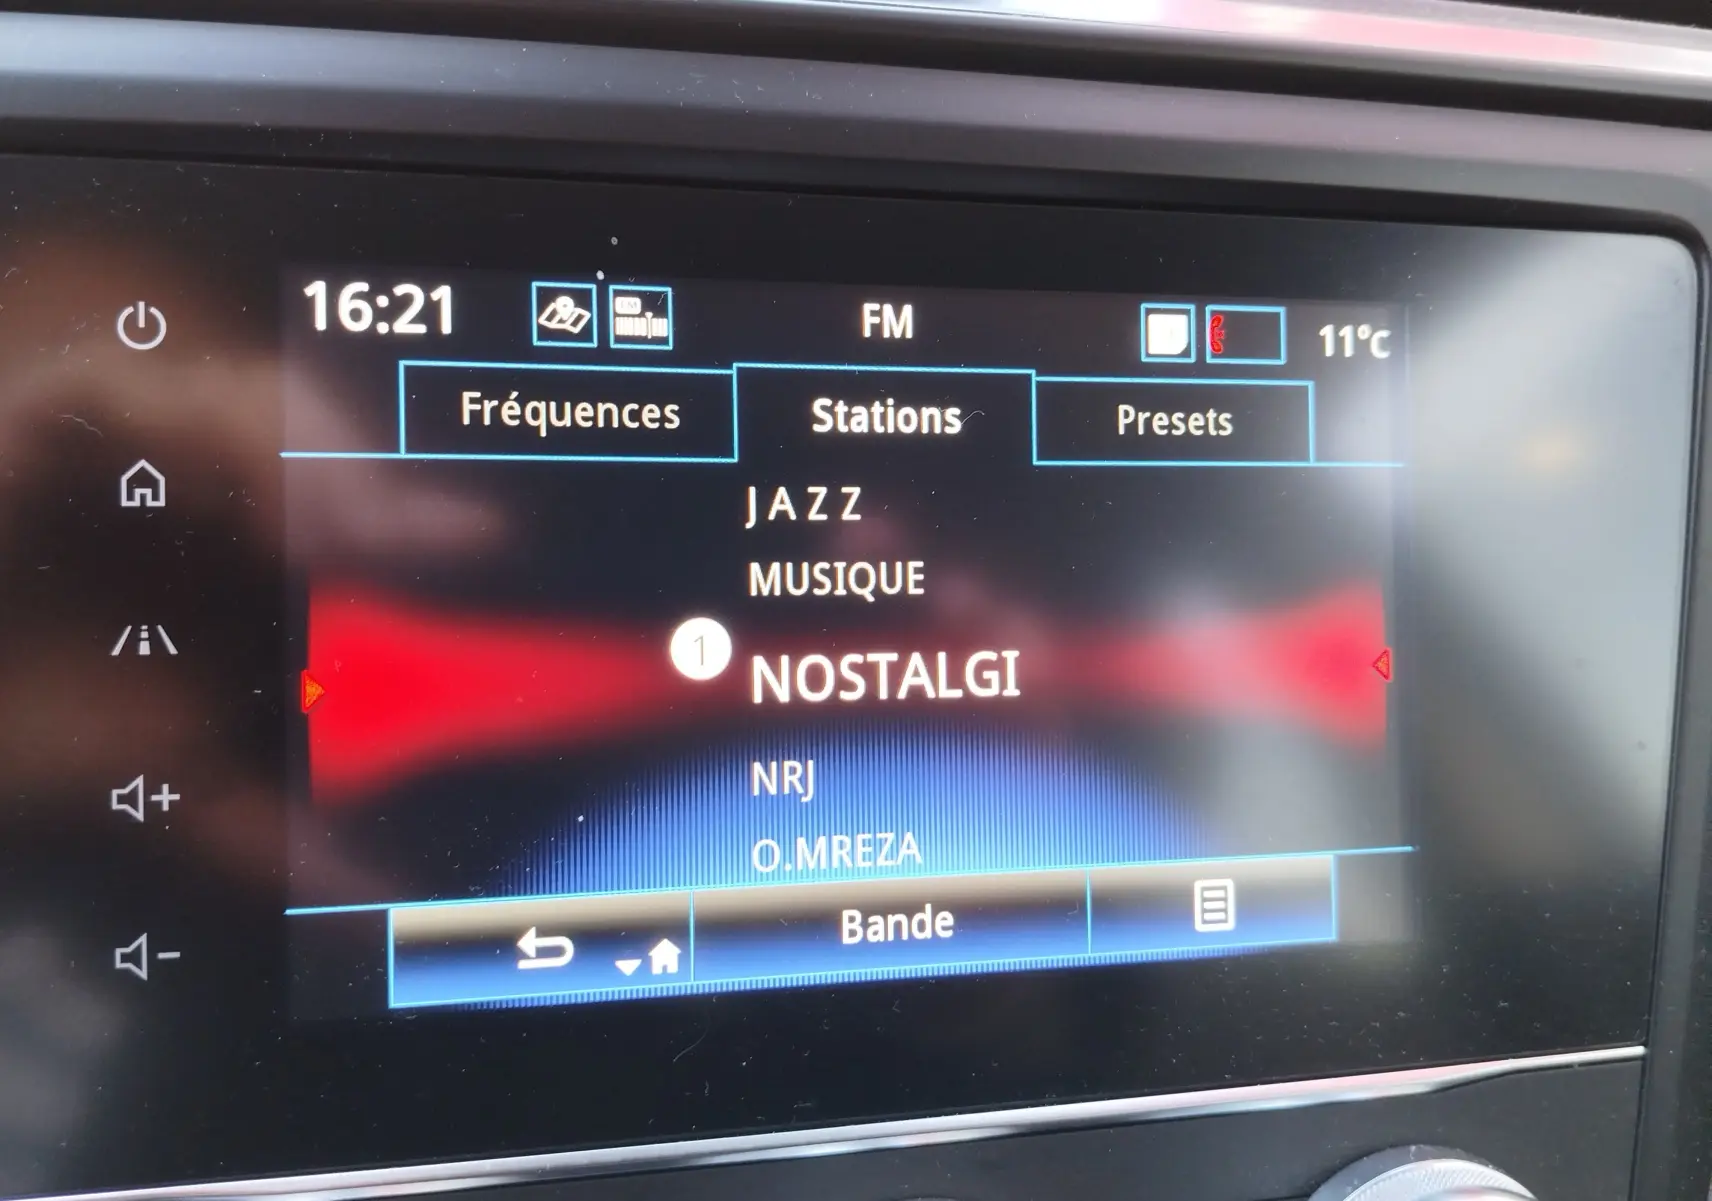 16:21 FM 11°C
Fréquences Stations Presets
JAZZ
MUSIQUE
1 NOSTALGI
NRJ
O.MREZA
Bande